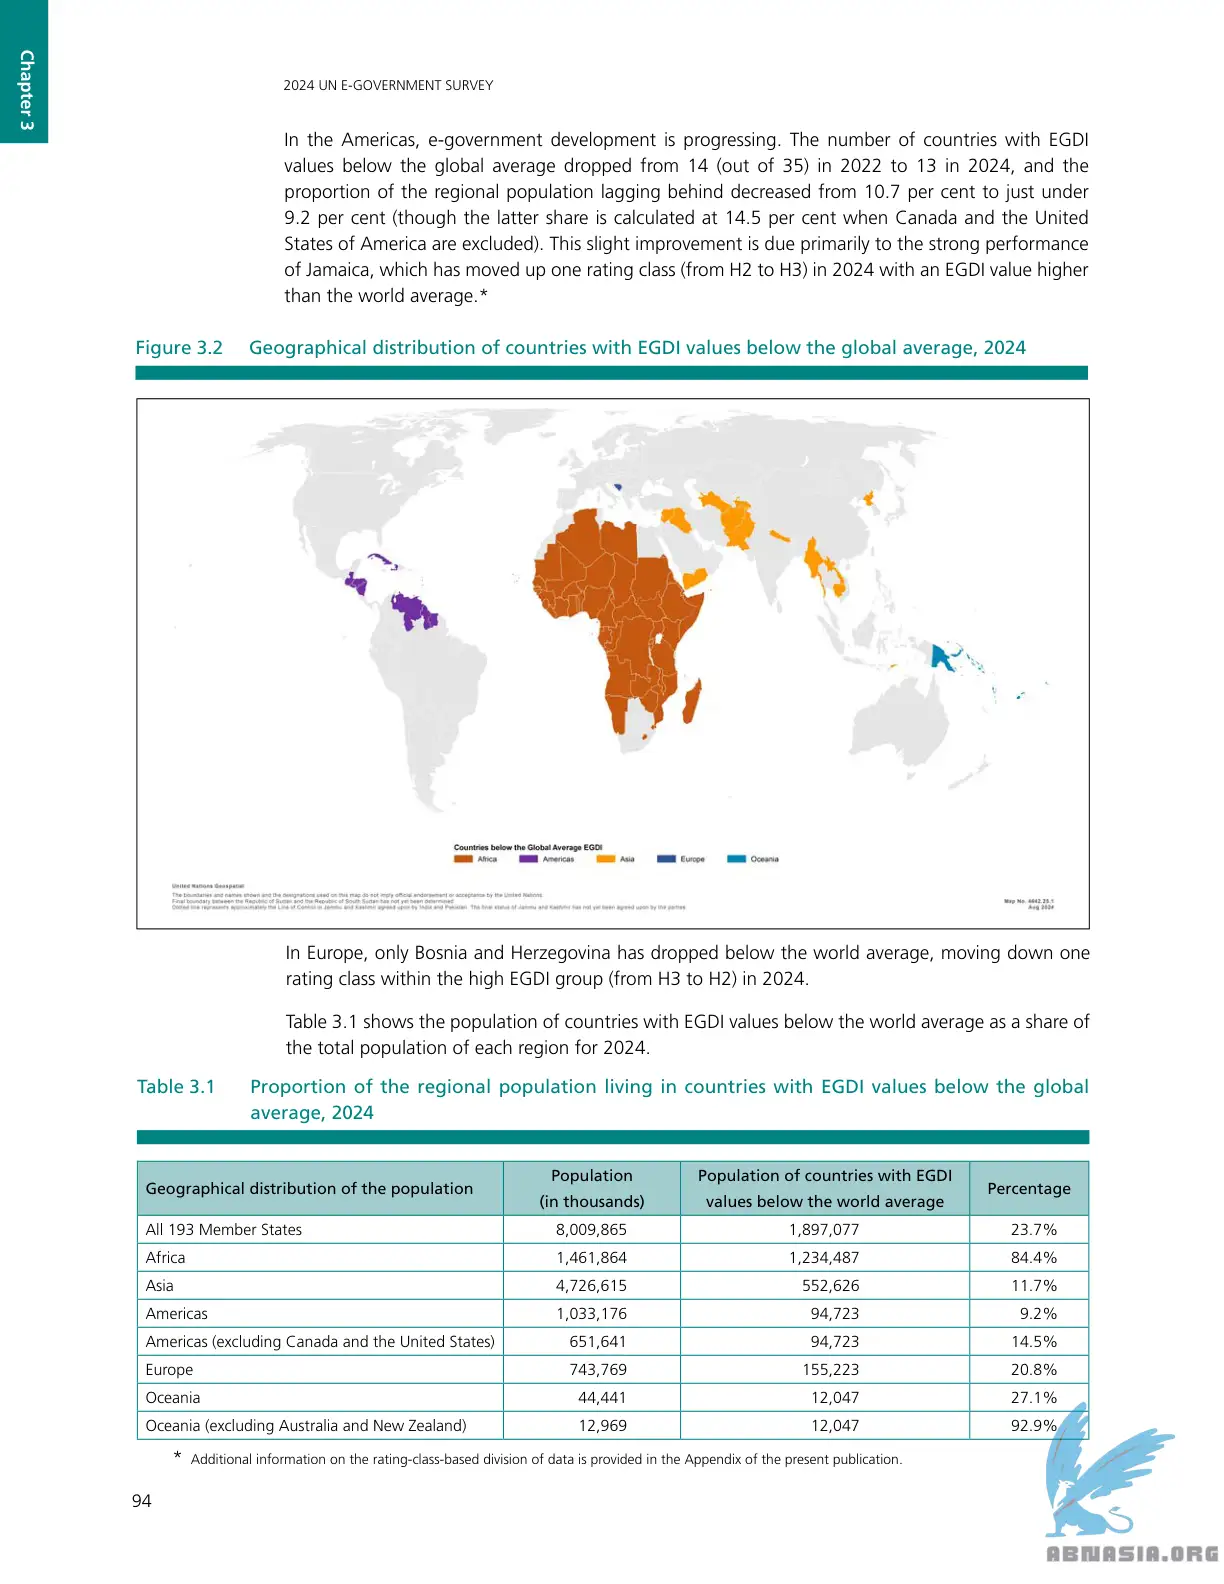 Chapter 3
2024 UN E-GOVERNMENT SURVEY
In the Americas, e-government development is progressing. The number of countries with EGDI
values below the global average dropped from 14 (out of 35) in 2022 to 13 in 2024, and the
proportion of the regional population lagging behind decreased from 10.7 per cent to just under
9.2 per cent (though the latter share is calculated at 14.5 per cent when Canada and the United
States of America are excluded). This slight improvement is due primarily to the strong performance
of Jamaica, which has moved up one rating class (from H2 to H3) in 2024 with an EGDI value higher
than the world average.*
Figure 3.2 Geographical distribution of countries with EGDI values below the global average, 2024
Countries below the Global Average EGDI
Africa Americas Asia Europe Oceania
United Nations Geospatial
The boundaries and names shown and the designations used on this map do not imply official endorsement or acceptance by the United Nations.
Final boundary between the Republic of Sudan and the Republic of South Sudan has not yet been determined.
Dotted line represents approximately the Line of Control in Jammu and Kashmir agreed upon by India and Pakistan. The final status of Jammu and Kashmir has not yet been agreed upon by the parties.
Map No. 4642.25.1
Aug 2024
In Europe, only Bosnia and Herzegovina has dropped below the world average, moving down one
rating class within the high EGDI group (from H3 to H2) in 2024.
Table 3.1 shows the population of countries with EGDI values below the world average as a share of
the total population of each region for 2024.
Table 3.1 Proportion of the regional population living in countries with EGDI values below the global
average, 2024
Geographical distribution of the population Population (in thousands) Population of countries with EGDI values below the world average Percentage
All 193 Member States 8,009,865 1,897,077 23.7%
Africa 1,461,864 1,234,487 84.4%
Asia 4,726,615 552,626 11.7%
Americas 1,033,176 94,723 9.2%
Americas (excluding Canada and the United States) 651,641 94,723 14.5%
Europe 743,769 155,223 20.8%
Oceania 44,441 12,047 27.1%
Oceania (excluding Australia and New Zealand) 12,969 12,047 92.9%
* Additional information on the rating-class-based division of data is provided in the Appendix of the present publication.
94
ABNASIA.ORG